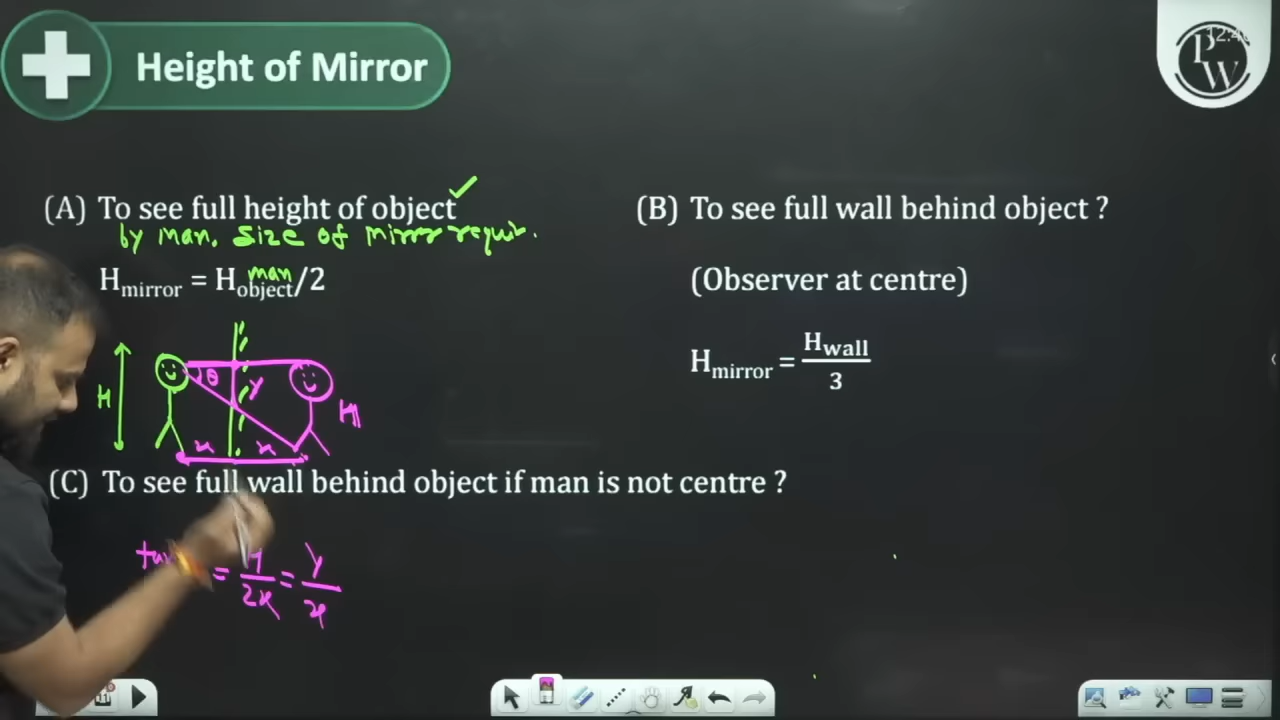 Height of Mirror
PW
(A) To see full height of object
by man. size of mirror requir.
H_mirror = H_object/2
man
H
θ
y
H
x
x
(B) To see full wall behind object ?
(Observer at centre)
H_mirror = H_wall/3
(C) To see full wall behind object if man is not centre ?
= H/2x = y/x